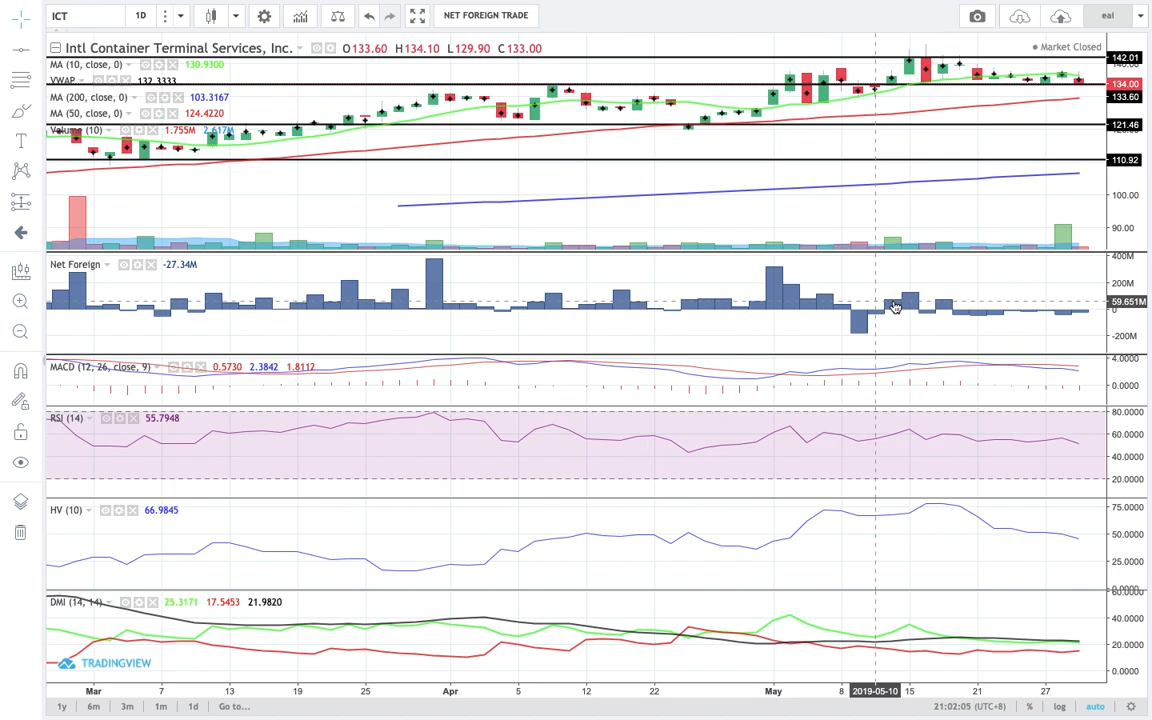 ICT 1D NET FOREIGN TRADE eai
Intl Container Terminal Services, Inc. O133.60 H134.10 L129.90 C133.00 Market Closed
MA (10, close, 0) 130.9300
VWAP 132.3333
MA (200, close, 0) 103.3167
MA (50, close, 0) 124.4220
Volume (10) 1.755M 2.617M
142.01
134.00
133.60
121.46
110.92
100.00
90.00
Net Foreign -27.34M
400M
200M
59.651M
0
-200M
MACD (12, 26, close, 9) 0.5730 2.3842 1.8112
4.0000
0.0000
RSI (14) 55.7948
80.0000
60.0000
40.0000
20.0000
HV (10) 66.9845
75.0000
50.0000
25.0000
0.0000
DMI (14, 14) 25.3171 17.5453 21.9820
60.0000
40.0000
20.0000
0.0000
TRADINGVIEW
Mar 7 13 19 25 Apr 5 12 22 May 8 2019-05-10 15 21 27
1y 6m 3m 1m 1d Go to... 21:02:05 (UTC+8) % log auto